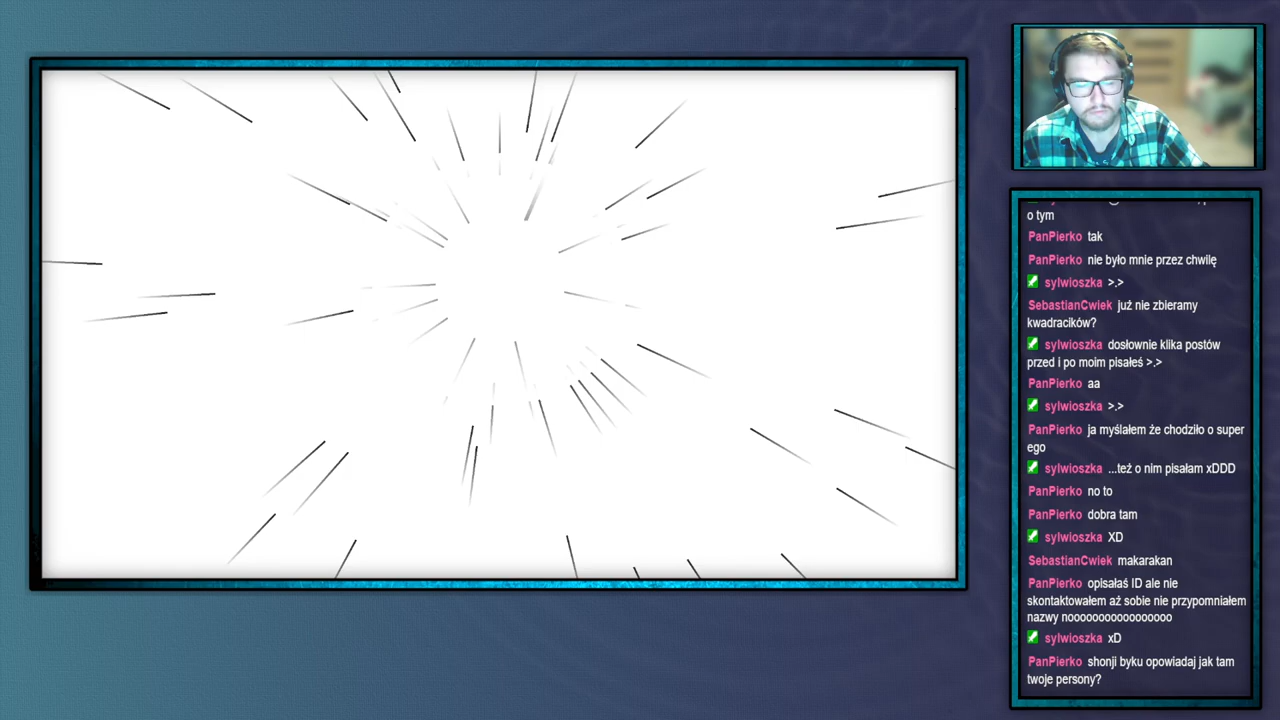 o tym
PanPierko tak
PanPierko nie było mnie przez chwilę
sylwioszka >.>
SebastianCwiek już nie zbieramy
kwadracików?
sylwioszka dosłownie klika postów
przed i po moim pisałeś >.>
PanPierko aa
sylwioszka >.>
PanPierko ja myślałem że chodziło o super
ego
sylwioszka ...też o nim pisałam xDDD
PanPierko no to
PanPierko dobra tam
sylwioszka XD
SebastianCwiek makarakan
PanPierko opisałaś ID ale nie
skontaktowałem aż sobie nie przypomniałem
nazwy nooooooooooooooooo
sylwioszka xD
PanPierko shonji byku opowiadaj jak tam
twoje persony?